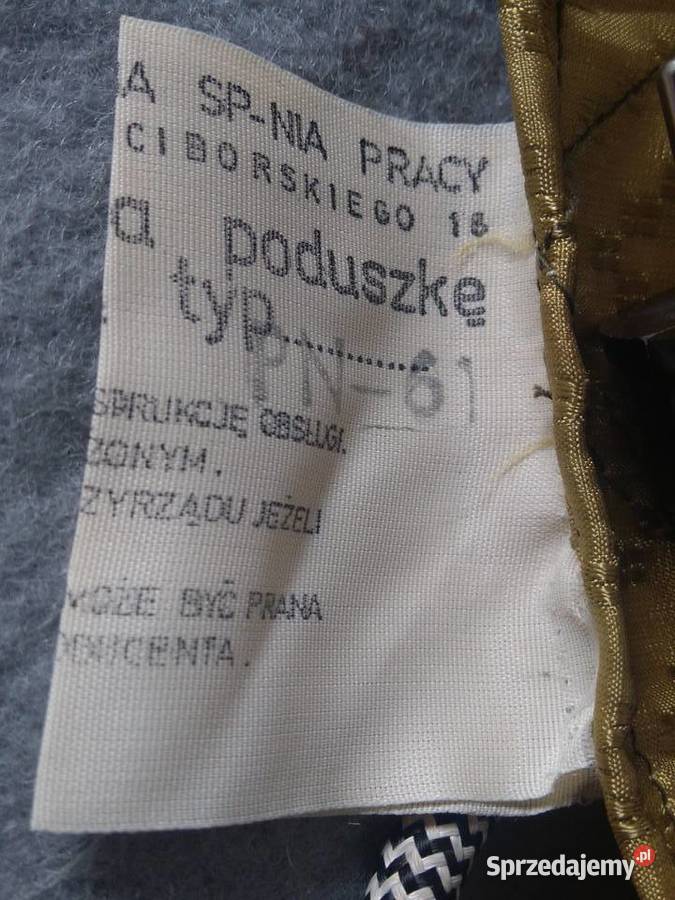 A SP-NIA PRACY
CIBORSKIEGO 16
a poduszkę
typ............
PN-61
SPRUKCJĘ OBSŁUGI.
ZONYM.
ZYRZĄDU JEŻELI
MOŻE BYĆ PRANA
DUCENTA.
Sprzedajemy.pl